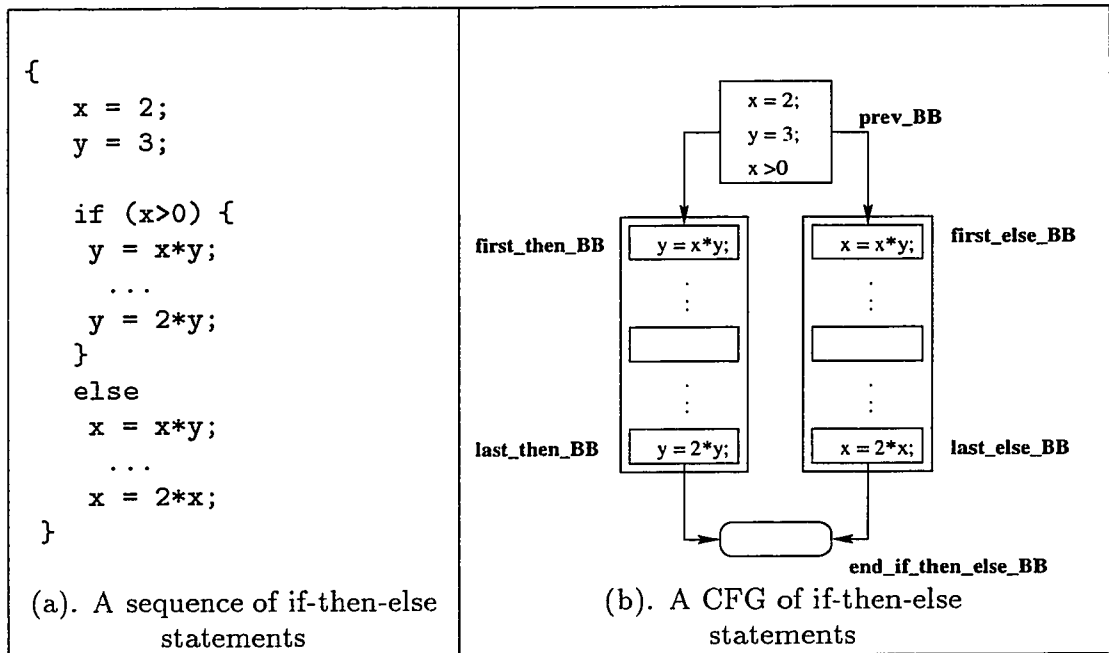 {
x = 2;
y = 3;
if (x>0) {
y = x*y;
...
y = 2*y;
}
else
x = x*y;
...
x = 2*x;
}
(a). A sequence of if-then-else
statements
x = 2;
y = 3;
x >0
prev_BB
first_then_BB
y = x*y;
x = x*y;
first_else_BB
last_then_BB
y = 2*y;
x = 2*x;
last_else_BB
end_if_then_else_BB
(b). A CFG of if-then-else
statements